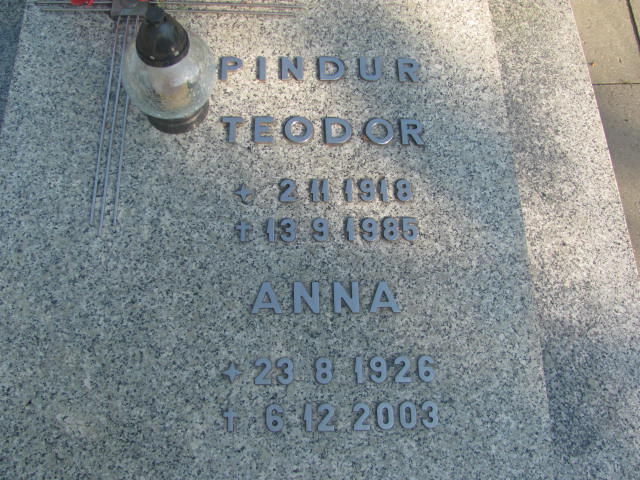 PINDUR
TEODOR
✦ 2 11 1918
† 13 9 1985
ANNA
✦ 23 8 1926
† 6 12 2003